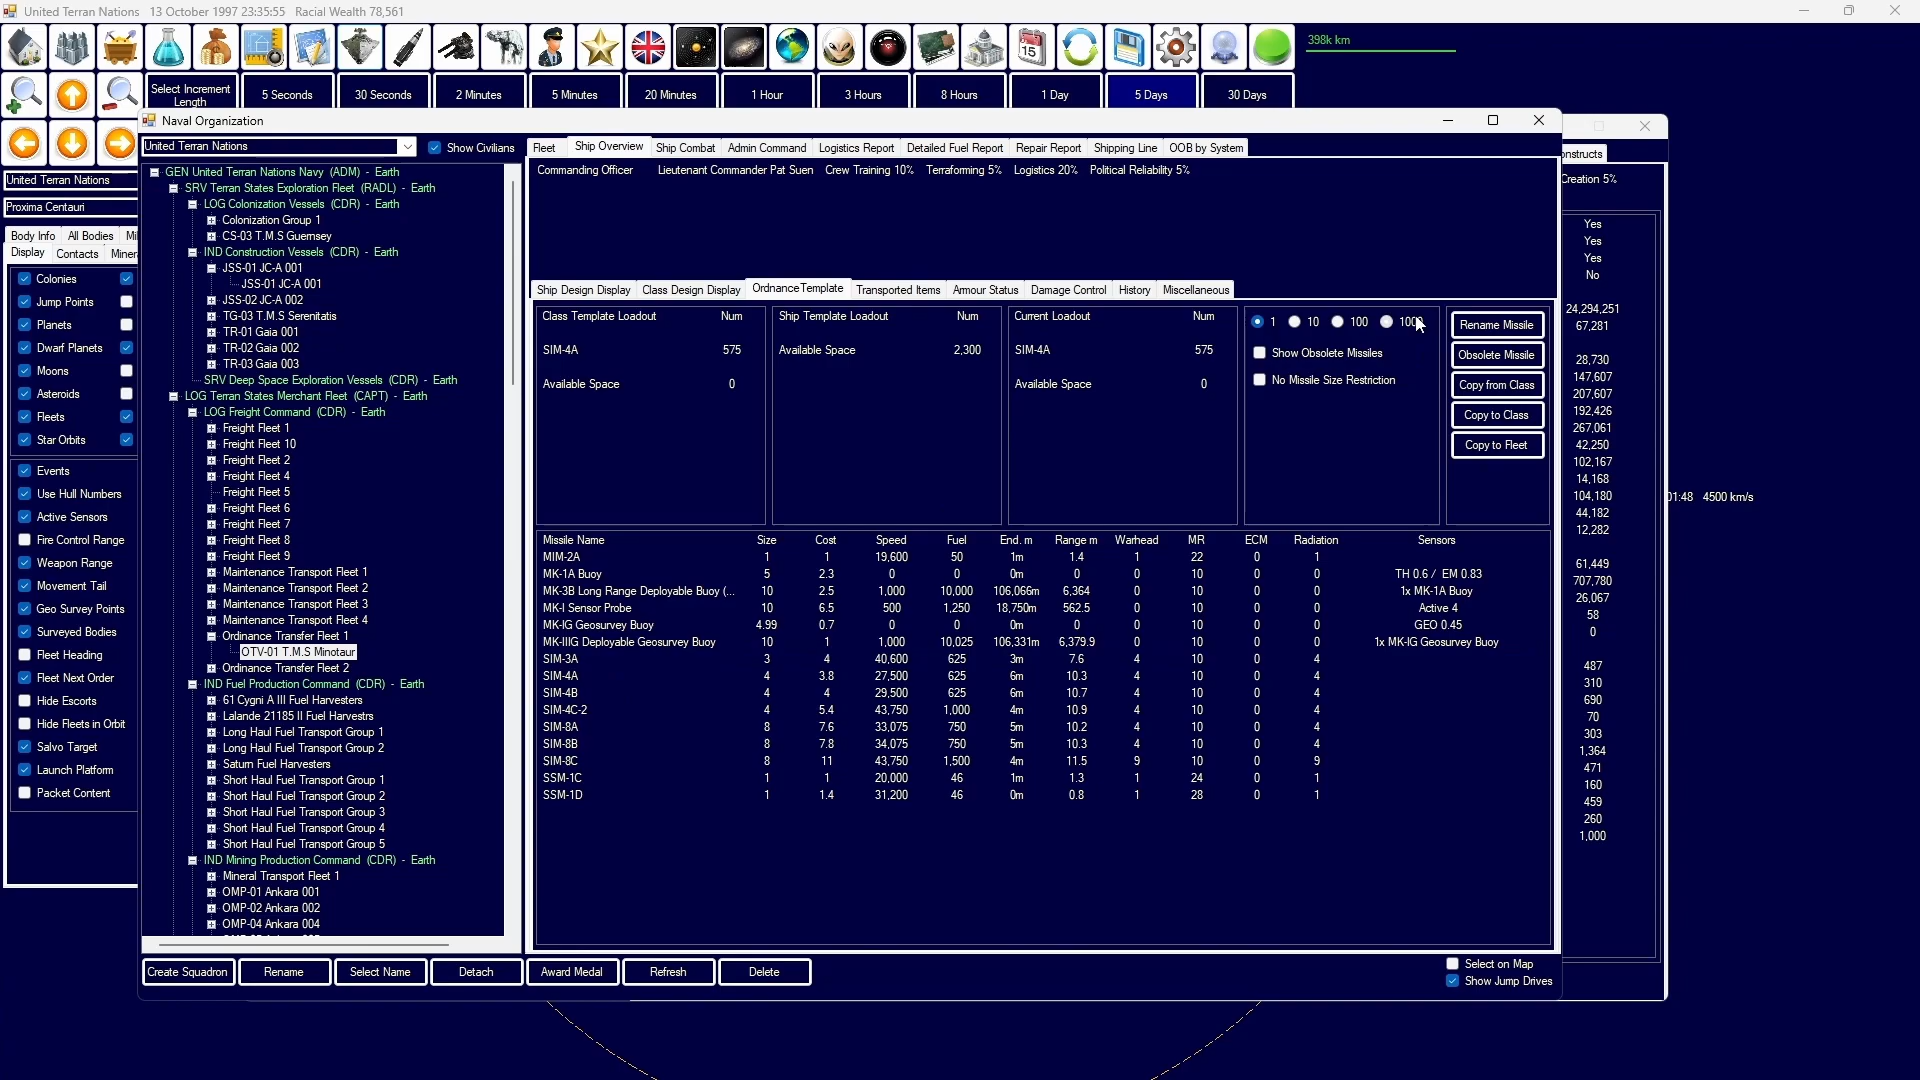 United Terran Nations 13 October 1997 23:35:55 Racial Wealth 78,561
398k km
Select Increment Length
5 Seconds 30 Seconds 2 Minutes 5 Minutes 20 Minutes 1 Hour 3 Hours 8 Hours 1 Day 5 Days 30 Days
Naval Organization
United Terran Nations
Show Civilians
Fleet Ship Overview Ship Combat Admin Command Logistics Report Detailed Fuel Report Repair Report Shipping Line OOB by System
Commanding Officer Lieutenant Commander Pat Suen Crew Training 10% Terraforming 5% Logistics 20% Political Reliability 5%
United Terran Nations
Proxima Centauri
Body Info All Bodies
Display Contacts
Colonies
Jump Points
Planets
Dwarf Planets
Moons
Asteroids
Fleets
Star Orbits
Events
Use Hull Numbers
Active Sensors
Fire Control Range
Weapon Range
Movement Tail
Geo Survey Points
Surveyed Bodies
Fleet Heading
Fleet Next Order
Hide Escorts
Hide Fleets in Orbit
Salvo Target
Launch Platform
Packet Content
GEN United Terran Nations Navy (ADM) - Earth
SRV Terran States Exploration Fleet (RADL) - Earth
LOG Colonization Vessels (CDR) - Earth
Colonization Group 1
CS-03 T.M.S Guernsey
IND Construction Vessels (CDR) - Earth
JSS-01 JC-A 001
JSS-01 JC-A 001
JSS-02 JC-A 002
TG-03 T.M.S Serenitatis
TR-01 Gaia 001
TR-02 Gaia 002
TR-03 Gaia 003
SRV Deep Space Exploration Vessels (CDR) - Earth
LOG Terran States Merchant Fleet (CAPT) - Earth
LOG Freight Command (CDR) - Earth
Freight Fleet 1
Freight Fleet 10
Freight Fleet 2
Freight Fleet 4
Freight Fleet 5
Freight Fleet 6
Freight Fleet 7
Freight Fleet 8
Freight Fleet 9
Maintenance Transport Fleet 1
Maintenance Transport Fleet 2
Maintenance Transport Fleet 3
Maintenance Transport Fleet 4
Ordinance Transfer Fleet 1
OTV-01 T.M.S Minotaur
Ordinance Transfer Fleet 2
IND Fuel Production Command (CDR) - Earth
61 Cygni A III Fuel Harvesters
Lalande 21185 II Fuel Harvestrs
Long Haul Fuel Transport Group 1
Long Haul Fuel Transport Group 2
Saturn Fuel Harvesters
Short Haul Fuel Transport Group 1
Short Haul Fuel Transport Group 2
Short Haul Fuel Transport Group 3
Short Haul Fuel Transport Group 4
Short Haul Fuel Transport Group 5
IND Mining Production Command (CDR) - Earth
Mineral Transport Fleet 1
OMP-01 Ankara 001
OMP-02 Ankara 002
OMP-04 Ankara 004
Ship Design Display Class Design Display Ordnance Template Transported Items Armour Status Damage Control History Miscellaneous
Class Template Loadout Num
SIM-4A 575
Available Space 0
Ship Template Loadout Num
Available Space 2,300
Current Loadout Num
SIM-4A 575
Available Space 0
1 10 100 1000
Show Obsolete Missiles
No Missile Size Restriction
Rename Missile
Obsolete Missile
Copy from Class
Copy to Class
Copy to Fleet
Missile Name Size Cost Speed Fuel End. m Range m Warhead MR ECM Radiation Sensors
MIM-2A 1 1 19,600 50 1m 1.4 1 22 0 1
MK-1A Buoy 5 2.3 0 0 0m 0 0 10 0 0 TH 0.6 / EM 0.83
MK-3B Long Range Deployable Buoy (... 10 2.5 1,000 10,000 106,066m 6,364 0 10 0 0 1x MK-1A Buoy
MK-I Sensor Probe 10 6.5 500 1,250 18,750m 562.5 0 10 0 0 Active 4
MK-IG Geosurvey Buoy 4.99 0.7 0 0 0m 0 0 10 0 0 GEO 0.45
MK-IIIG Deployable Geosurvey Buoy 10 1 1,000 10,025 106,331m 6,379.9 0 10 0 0 1x MK-IG Geosurvey Buoy
SIM-3A 3 4 40,600 625 3m 7.6 4 10 0 4
SIM-4A 4 3.8 27,500 625 6m 10.3 4 10 0 4
SIM-4B 4 4 29,500 625 6m 10.7 4 10 0 4
SIM-4C-2 4 5.4 43,750 1,000 4m 10.9 4 10 0 4
SIM-8A 8 7.6 33,075 750 5m 10.2 4 10 0 4
SIM-8B 8 7.8 34,075 750 5m 10.3 4 10 0 4
SIM-8C 8 11 43,750 1,500 4m 11.5 9 10 0 9
SSM-1C 1 1 20,000 46 1m 1.3 1 24 0 1
SSM-1D 1 1.4 31,200 46 0m 0.8 1 28 0 1
Create Squadron Rename Select Name Detach Award Medal Refresh Delete
Select on Map
Show Jump Drives
Creation 5%
Yes
Yes
Yes
No
24,294,251
67,281
28,730
147,607
207,607
192,426
267,061
42,250
102,167
14,168
104,180
44,182
12,282
61,449
707,780
26,067
58
0
487
310
690
70
303
1,364
471
160
459
260
1,000
01:48 4500 km/s